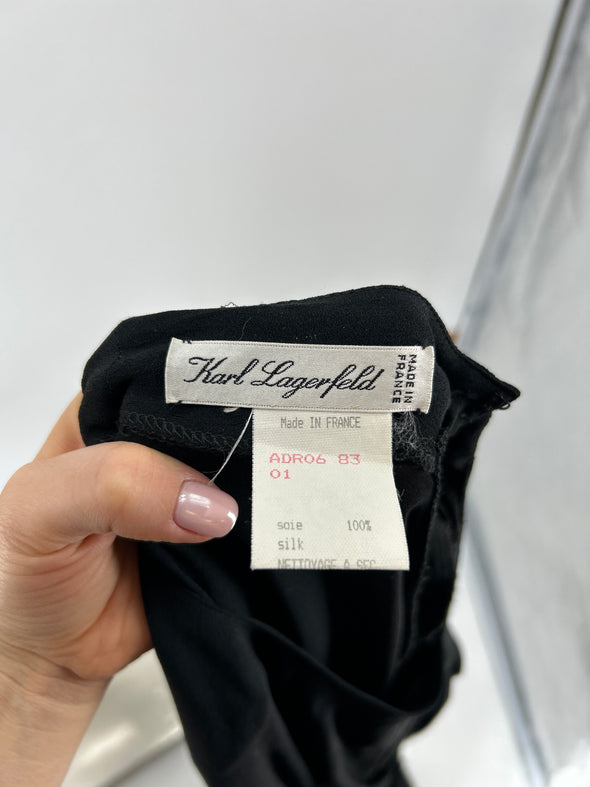 Karl Lagerfeld
MADE IN
FRANCE
Made In FRANCE
ADR06 83
01
soie 100%
silk
NETTOYAGE A SEC